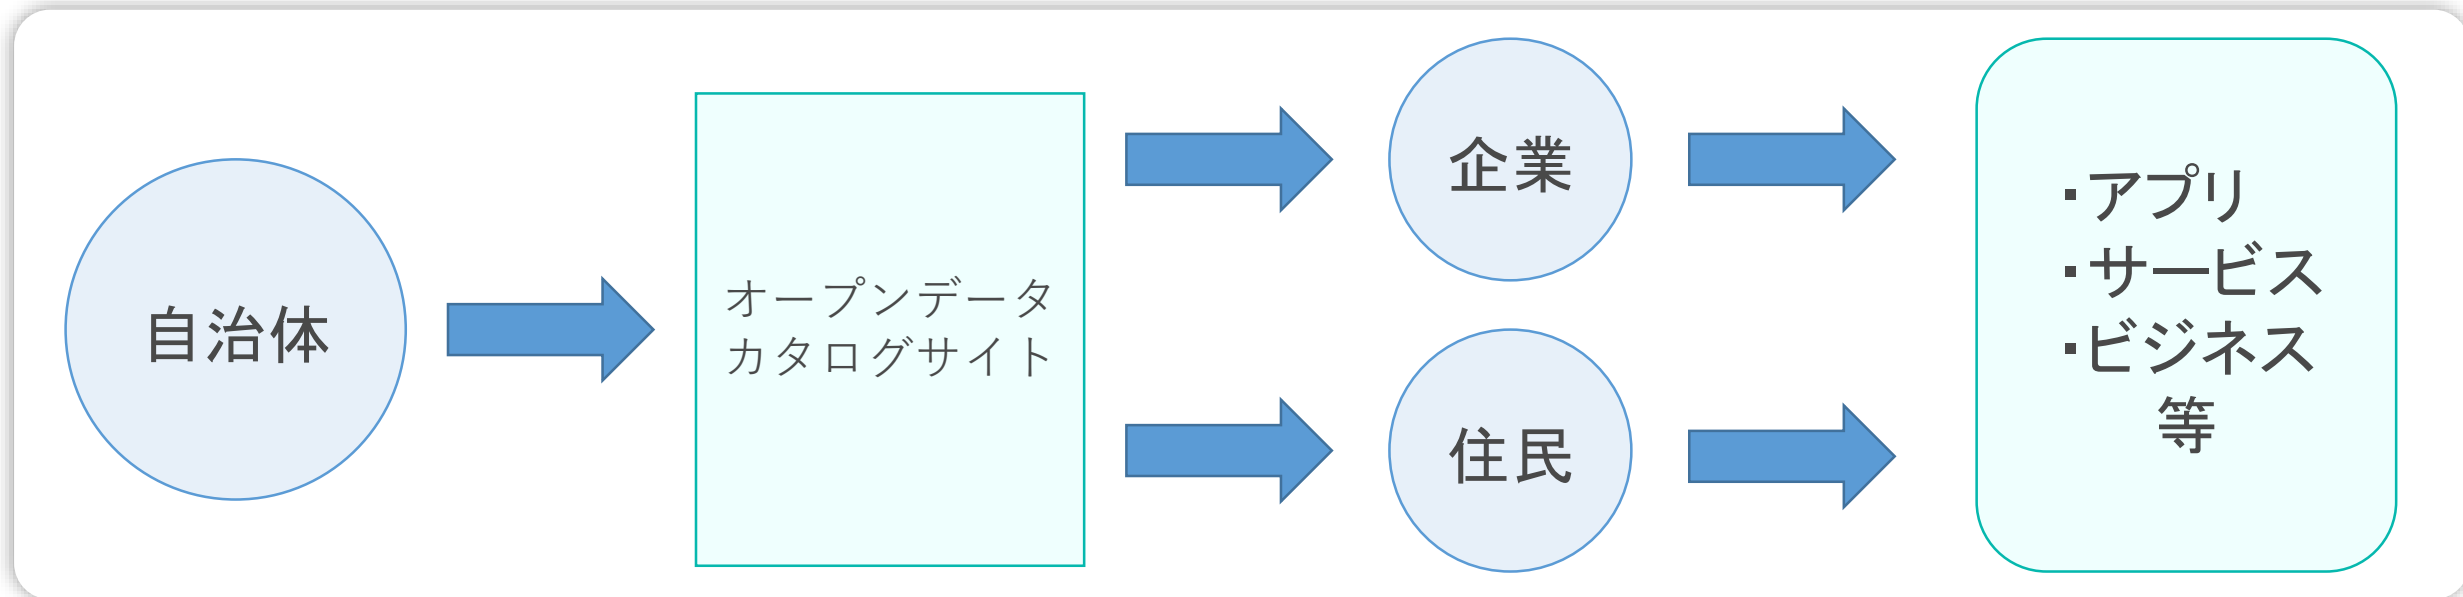 自治体
オープンデータ
カタログサイト
企業
住民
・アプリ
・サービス
・ビジネス
等